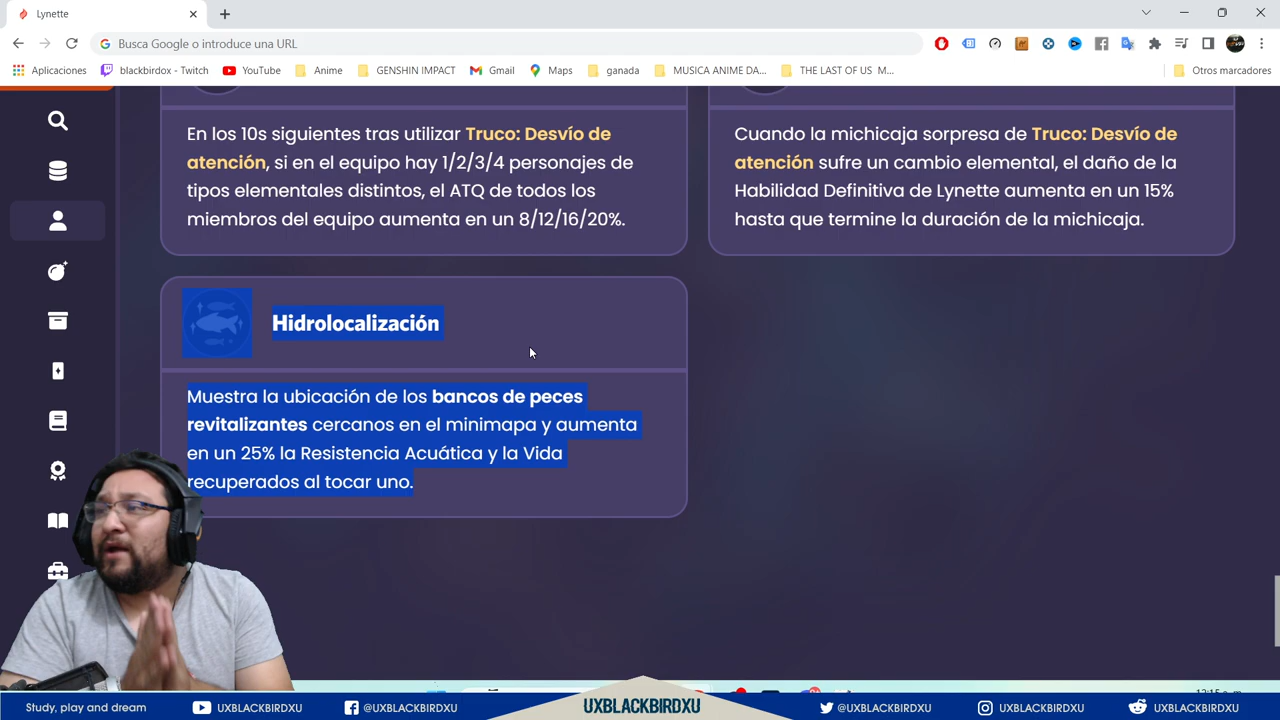 Lynette
Busca Google o introduce una URL
Aplicaciones
blackbirdox - Twitch
YouTube
Anime
GENSHIN IMPACT
Gmail
Maps
ganada
MUSICA ANIME DA...
THE LAST OF US M...
Otros marcadores
En los 10s siguientes tras utilizar Truco: Desvío de
atención, si en el equipo hay 1/2/3/4 personajes de
tipos elementales distintos, el ATQ de todos los
miembros del equipo aumenta en un 8/12/16/20%.
Cuando la michicaja sorpresa de Truco: Desvío de
atención sufre un cambio elemental, el daño de la
Habilidad Definitiva de Lynette aumenta en un 15%
hasta que termine la duración de la michicaja.
Hidrolocalización
Muestra la ubicación de los bancos de peces
revitalizantes cercanos en el minimapa y aumenta
en un 25% la Resistencia Acuática y la Vida
recuperados al tocar uno.
Study, play and dream
UXBLACKBIRDXU
@UXBLACKBIRDXU
UXBLACKBIRDXU
@UXBLACKBIRDXU
UXBLACKBIRDXU
UXBLACKBIRDXU